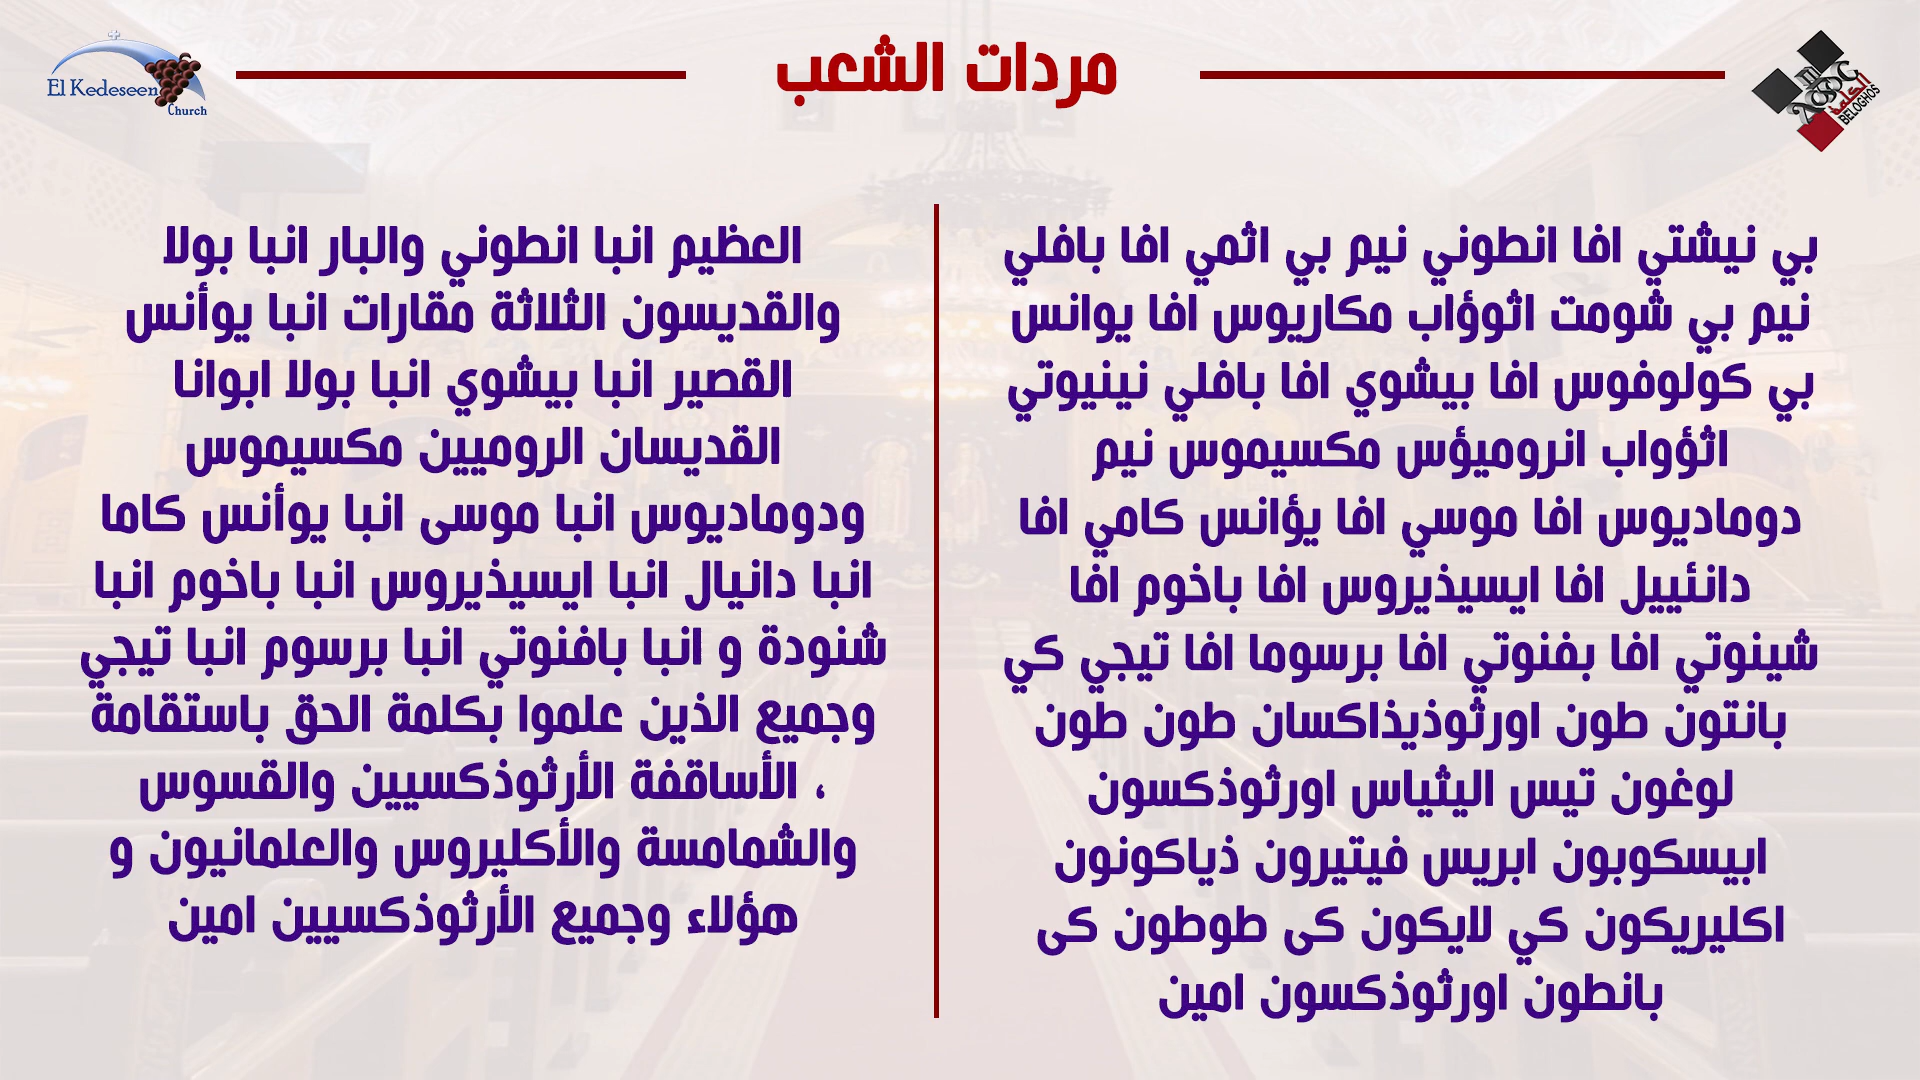 El Kedeseen
Church
مردات الشعب
الكلمة
BELOGHOS
بي نيشتي افا انطوني نيم بي اثمي افا بافلي
نيم بي شومت اثوؤاب مكاريوس افا يوانس
بي كولوفوس افا بيشوي افا بافلي نينيوتي
اثؤواب انروميؤس مكسيموس نيم
دوماديوس افا موسي افا يؤانس كامي افا
دانئييل افا ايسيذيروس افا باخوم افا
شينوتي افا بفنوتي افا برسوما افا تيجي كي
بانتون طون اورثوذيذاكسان طون طون
لوغون تيس اليثياس اورثوذكسون
ابيسكوبون ابريس فيتيرون ذياكونون
اكليريكون كي لايكون كى طوطون كى
بانطون اورثوذكسون امين
العظيم انبا انطوني والبار انبا بولا
والقديسون الثلاثة مقارات انبا يوأنس
القصير انبا بيشوي انبا بولا ابوانا
القديسان الروميين مكسيموس
ودوماديوس انبا موسى انبا يوأنس كاما
انبا دانيال انبا ايسيذيروس انبا باخوم انبا
شنودة و انبا بافنوتي انبا برسوم انبا تيجي
وجميع الذين علموا بكلمة الحق باستقامة
، الأساقفة الأرثوذكسيين والقسوس
والشمامسة والأكليروس والعلمانيون و
هؤلاء وجميع الأرثوذكسيين امين